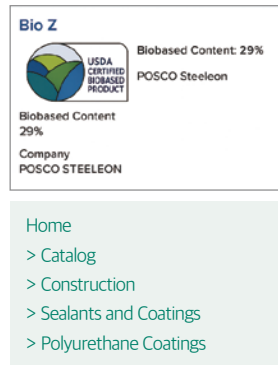 Bio Z
USDA
CERTIFIED
BIOBASED
PRODUCT
Biobased Content: 29%
POSCO Steeleon
Biobased Content
29%
Company
POSCO STEELEON
Home
> Catalog
> Construction
> Sealants and Coatings
> Polyurethane Coatings